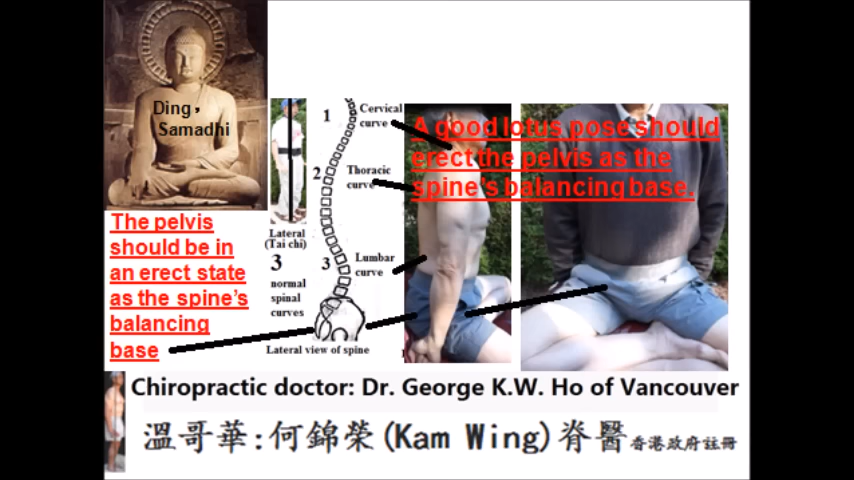 Ding,
Samadhi
A good lotus pose should
erect the pelvis as the
spine's balancing base.
The pelvis
should be in
an erect state
as the spine's
balancing
base
Lateral
(Tai chi)
3
normal
spinal
curves
1
Cervical
curve
2
Thoracic
curve
3
Lumbar
curve
Lateral view of spine
Chiropractic doctor: Dr. George K.W. Ho of Vancouver
溫哥華:何錦榮(Kam Wing)脊醫香港政府註冊